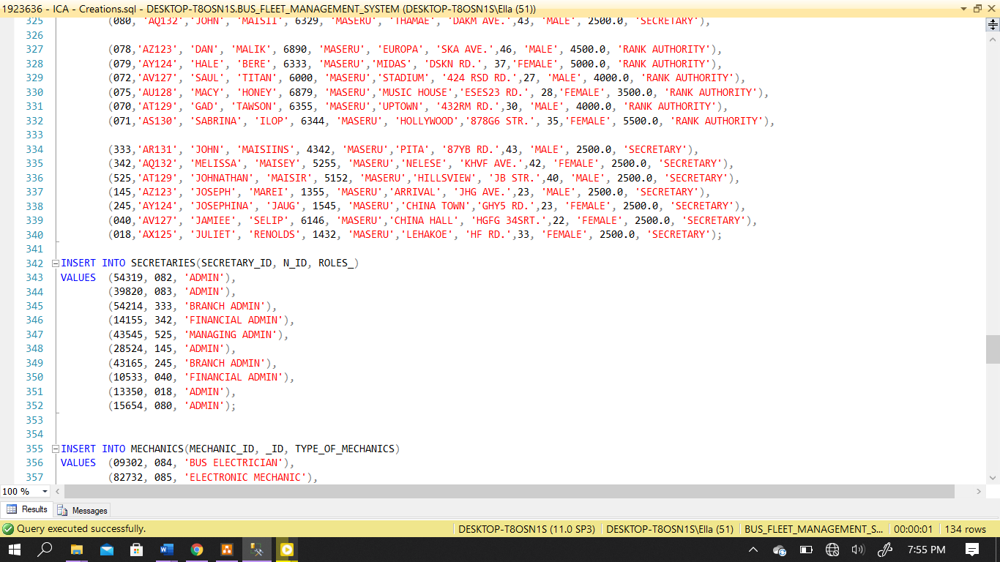 1923636 - ICA - Creations.sql - DESKTOP-T8OSN1S.BUS_FLEET_MANAGEMENT_SYSTEM (DESKTOP-T8OSN1S\Ella (51))
325 (080, 'AQ132','JOHN', 'MAISII', 6329, 'MASERU', 'THAMAE', 'DAKM AVE.',43, 'MALE', 2500.0, 'SECRETARY'),
326
327 (078,'AZ123', 'DAN', 'MALIK', 6890, 'MASERU', 'EUROPA', 'SKA AVE.',46, 'MALE', 4500.0, 'RANK AUTHORITY'),
328 (079,'AY124', 'HALE', 'BERE', 6333, 'MASERU','MIDAS', 'DSKN RD.', 37,'FEMALE', 5000.0, 'RANK AUTHORITY'),
329 (072,'AV127', 'SAUL', 'TITAN', 6000, 'MASERU','STADIUM', '424 RSD RD.',27, 'MALE', 4000.0, 'RANK AUTHORITY'),
330 (075,'AU128', 'MACY', 'HONEY', 6879, 'MASERU','MUSIC HOUSE','ESES23 RD.', 28,'FEMALE', 3500.0, 'RANK AUTHORITY'),
331 (070,'AT129', 'GAD', 'TAWSON', 6355, 'MASERU','UPTOWN', '432RM RD.',30, 'MALE', 4000.0, 'RANK AUTHORITY'),
332 (071,'AS130', 'SABRINA', 'ILOP', 6344, 'MASERU', 'HOLLYWOOD','878G6 STR.', 35,'FEMALE', 5500.0, 'RANK AUTHORITY'),
333
334 (333,'AR131', 'JOHN', 'MAISIINS', 4342, 'MASERU','PITA', '87YB RD.',43, 'MALE', 2500.0, 'SECRETARY'),
335 (342,'AQ132', 'MELISSA', 'MAISEY', 5255, 'MASERU','NELESE', 'KHVF AVE.',42, 'FEMALE', 2500.0, 'SECRETARY'),
336 (525,'AT129', 'JOHNATHAN', 'MAISIR', 5152, 'MASERU','HILLSVIEW', 'JB STR.',40, 'MALE', 2500.0, 'SECRETARY'),
337 (145,'AZ123', 'JOSEPH', 'MAREI', 1355, 'MASERU','ARRIVAL', 'JHG AVE.',23, 'MALE', 2500.0, 'SECRETARY'),
338 (245,'AY124', 'JOSEPHINA', 'JAUG', 1545, 'MASERU','CHINA TOWN','GHY5 RD.',23, 'FEMALE', 2500.0, 'SECRETARY'),
339 (040,'AV127', 'JAMIEE', 'SELIP', 6146, 'MASERU','CHINA HALL', 'HGFG 34SRT.',22, 'FEMALE', 2500.0, 'SECRETARY'),
340 (018,'AX125', 'JULIET', 'RENOLDS', 1432, 'MASERU','LEHAKOE', 'HF RD.',33, 'FEMALE', 2500.0, 'SECRETARY');
341
342 INSERT INTO SECRETARIES(SECRETARY_ID, N_ID, ROLES_)
343 VALUES (54319, 082, 'ADMIN'),
344 (39820, 083, 'ADMIN'),
345 (54214, 333, 'BRANCH ADMIN'),
346 (14155, 342, 'FINANCIAL ADMIN'),
347 (43545, 525, 'MANAGING ADMIN'),
348 (28524, 145, 'ADMIN'),
349 (43165, 245, 'BRANCH ADMIN'),
350 (10533, 040, 'FINANCIAL ADMIN'),
351 (13350, 018, 'ADMIN'),
352 (15654, 080, 'ADMIN');
353
354
355 INSERT INTO MECHANICS(MECHANIC_ID, _ID, TYPE_OF_MECHANICS)
356 VALUES (09302, 084, 'BUS ELECTRICIAN'),
357 (82732, 085, 'ELECTRONIC MECHANIC'),
100 %
Results Messages
Query executed successfully. DESKTOP-T8OSN1S (11.0 SP3) DESKTOP-T8OSN1S\Ella (51) BUS_FLEET_MANAGEMENT_S... 00:00:01 134 rows
7:55 PM